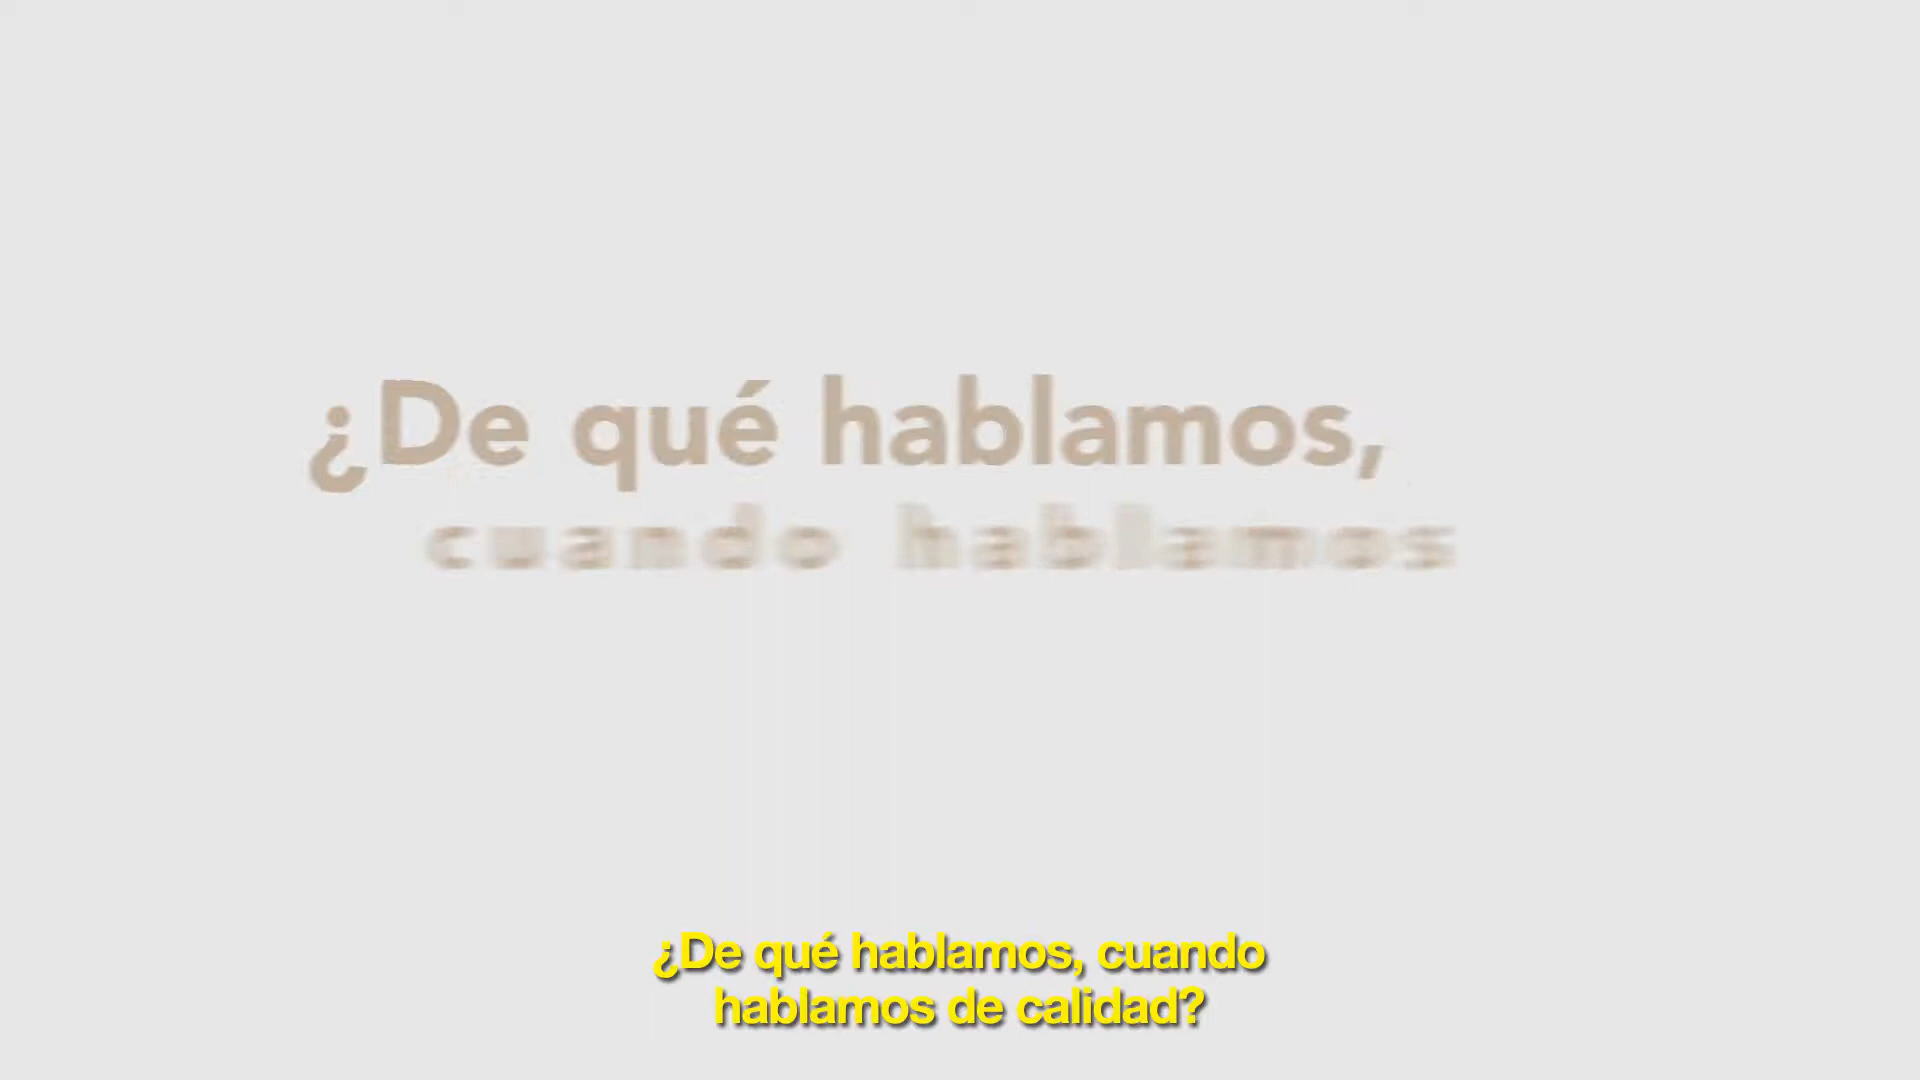 ¿De qué hablamos,
cuando hablamos
¿De qué hablamos, cuando
hablamos de calidad?